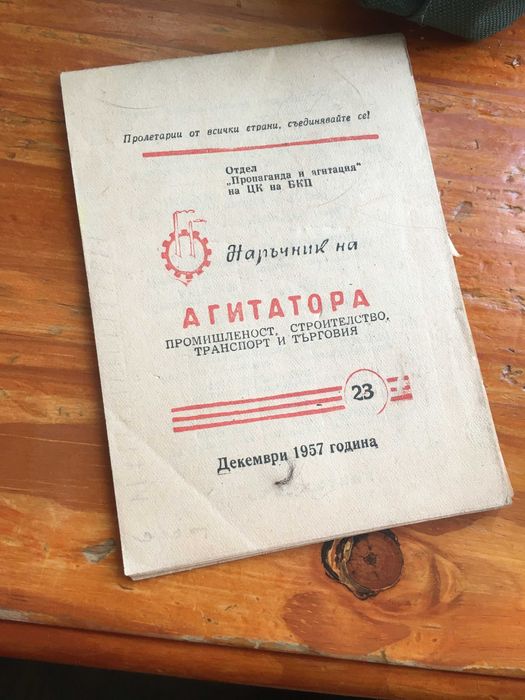 Пролетарии от всички страни, съединявайте се!
Отдел
„Пропаганда и агитация"
на ЦК на БКП
Наръчник на
АГИТАТОРА
ПРОМИШЛЕНОСТ, СТРОИТЕЛСТВО,
ТРАНСПОРТ И ТЪРГОВИЯ
23
Декември 1957 година